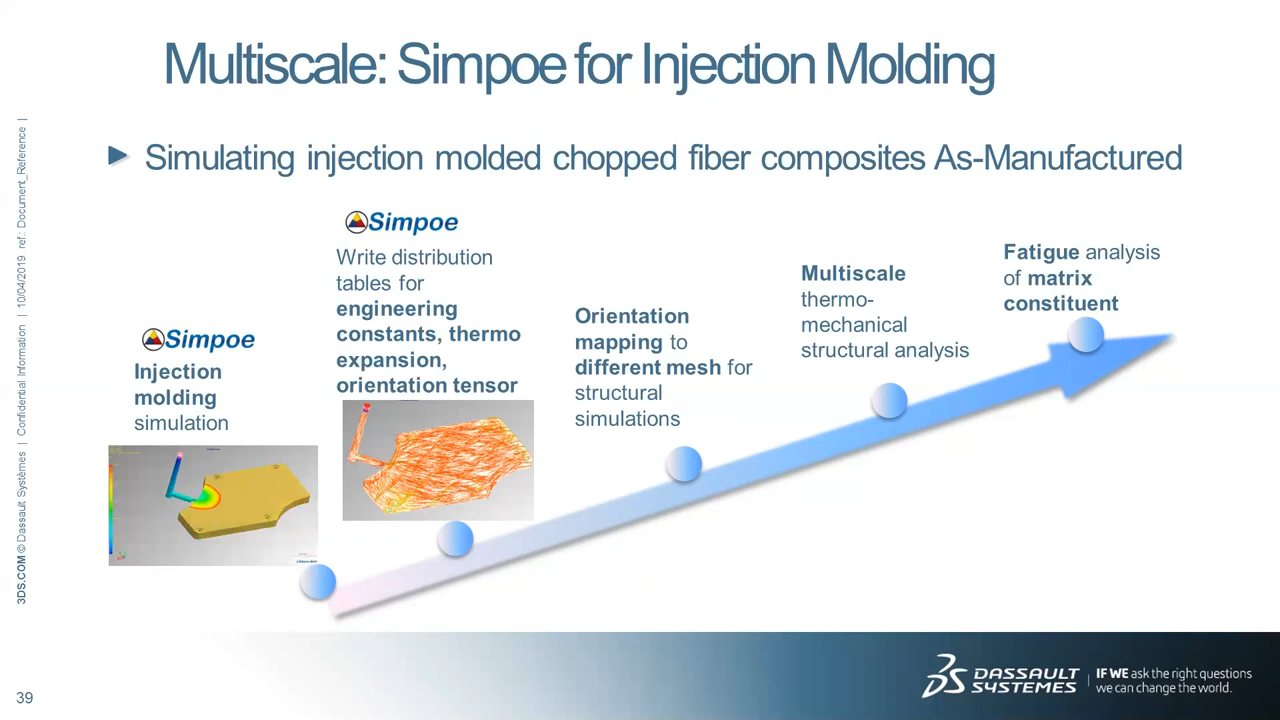 Multiscale: Simpoe for Injection Molding
Simulating injection molded chopped fiber composites As-Manufactured
Simpoe
Injection
molding
simulation
Simpoe
Write distribution
tables for
engineering
constants, thermo
expansion,
orientation tensor
Orientation
mapping to
different mesh for
structural
simulations
Multiscale
thermo-
mechanical
structural analysis
Fatigue analysis
of matrix
constituent
3DS.COM © Dassault Systèmes | Confidential Information | 10/04/2019 ref.: Document_Reference |
39
DASSAULT
SYSTEMES
IF WE ask the right questions
we can change the world.